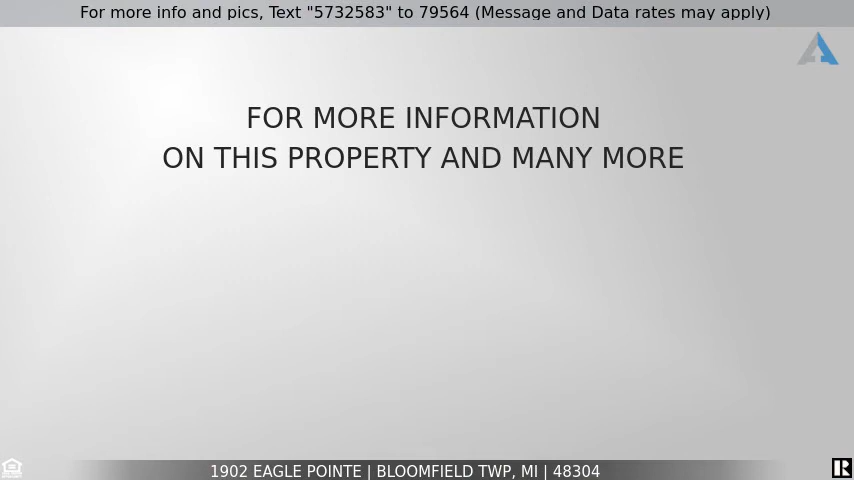 For more info and pics, Text "5732583" to 79564 (Message and Data rates may apply)
FOR MORE INFORMATION
ON THIS PROPERTY AND MANY MORE
1902 EAGLE POINTE | BLOOMFIELD TWP, MI | 48304